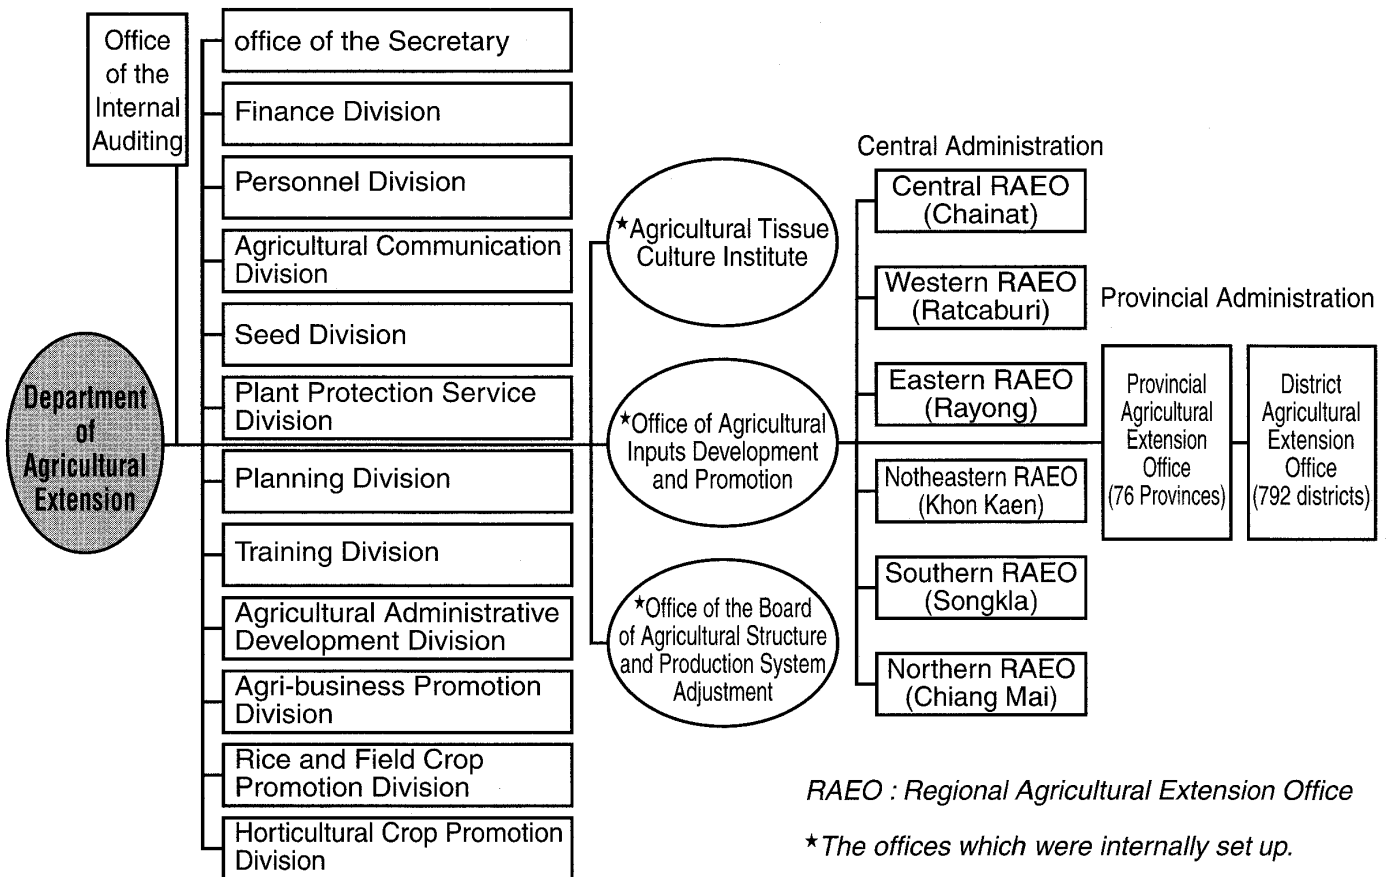 Office
of the
Internal
Auditing
office of the Secretary
Finance Division
Personnel Division
Agricultural Communication
Division
Seed Division
Plant Protection Service
Division
Planning Division
Training Division
Agricultural Administrative
Development Division
Agri-business Promotion
Division
Rice and Field Crop
Promotion Division
Horticultural Crop Promotion
Division
Department
of
Agricultural
Extension
★Agricultural Tissue
Culture Institute
★Office of Agricultural
Inputs Development
and Promotion
★Office of the Board
of Agricultural Structure
and Production System
Adjustment
Central Administration
Central RAEO
(Chainat)
Western RAEO
(Ratcaburi)
Eastern RAEO
(Rayong)
Notheastern RAEO
(Khon Kaen)
Southern RAEO
(Songkla)
Northern RAEO
(Chiang Mai)
Provincial Administration
Provincial
Agricultural
Extension
Office
(76 Provinces)
District
Agricultural
Extension
Office
(792 districts)
RAEO : Regional Agricultural Extension Office
★The offices which were internally set up.